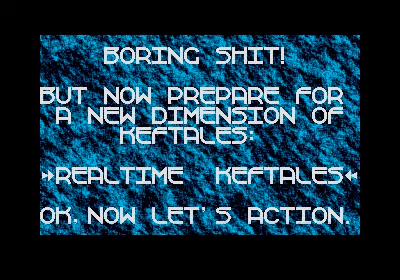 BORING SHIT!
BUT NOW PREPARE FOR
A NEW DIMENSION OF
KEFTALES:
»REALTIME KEFTALES«
OK. NOW LET'S ACTION.